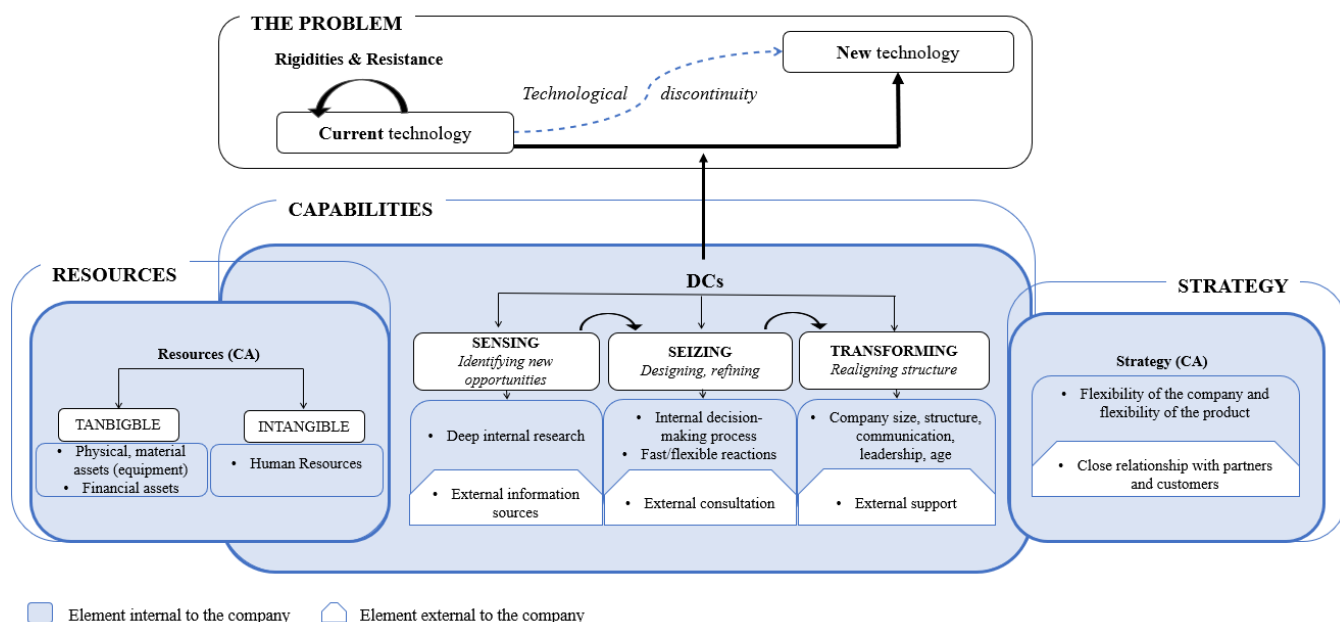 THE PROBLEM
Rigidities & Resistance
New technology
Technological discontinuity
Current technology
CAPABILITIES
RESOURCES
DCs
STRATEGY
Resources (CA)
TANBIGBLE
INTANGIBLE
• Physical, material
assets (equipment)
• Financial assets
• Human Resources
SENSING
Identifying new
opportunities
SEIZING
Designing, refining
TRANSFORMING
Realigning structure
• Deep internal research
• External information
sources
• Internal decision-
making process
• Fast/flexible reactions
• External consultation
• Company size, structure,
communication,
leadership, age
• External support
Strategy (CA)
• Flexibility of the company and
flexibility of the product
• Close relationship with partners
and customers
Element internal to the company
Element external to the company